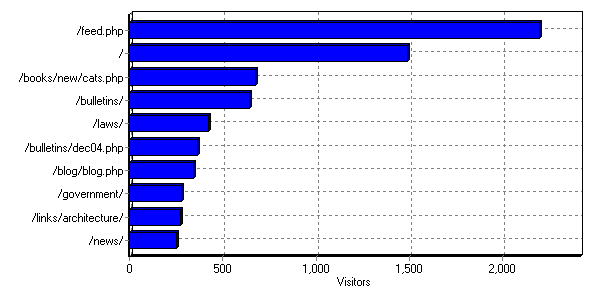 /feed.php
/
/books/new/cats.php
/bulletins/
/laws/
/bulletins/dec04.php
/blog/blog.php
/government/
/links/architecture/
/news/
0 500 1,000 1,500 2,000
Visitors